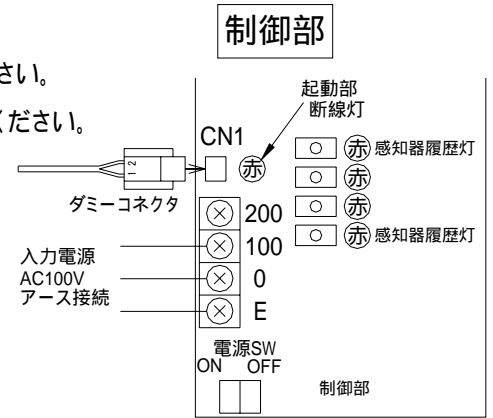 制御部
さい。
ください。
起動部
断線灯
CN1
赤
赤 感知器履歴灯
赤
赤
赤 感知器履歴灯
1 2
ダミーコネクタ
200
100
0
E
入力電源
AC100V
アース接続
電源SW
ON OFF
制御部